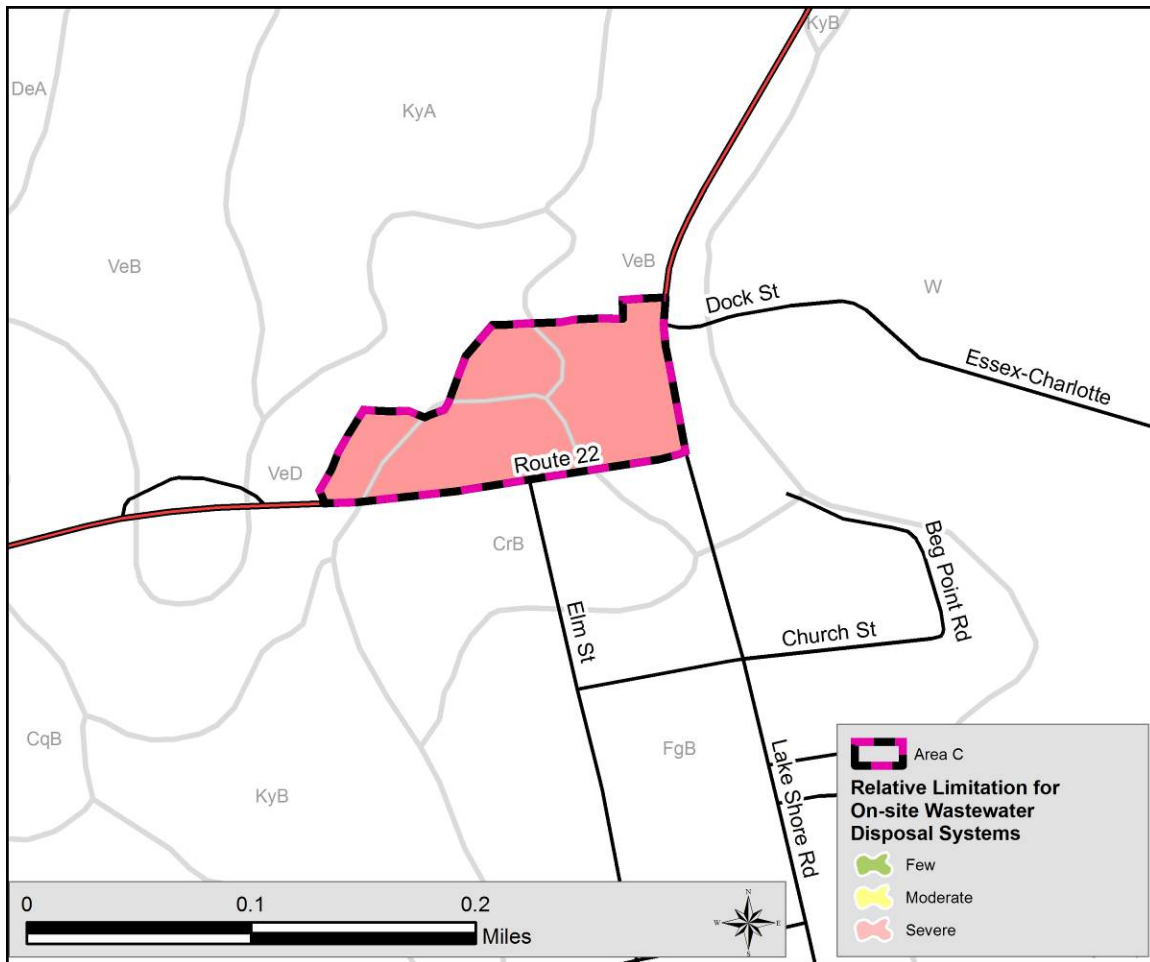 KyB
DeA
KyA
VeB
VeB
W
Dock St
Essex-Charlotte
Route 22
VeD
CrB
Beg Point Rd
Elm St
Church St
CqB
FgB
KyB
Lake Shore Rd
Area C
Relative Limitation for
On-site Wastewater
Disposal Systems
Few
Moderate
Severe
0 0.1 0.2
Miles
N
W E
S